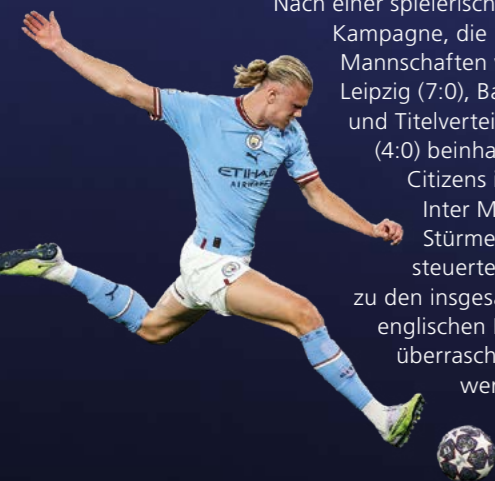 Nach einer spielerisch
Kampagne, die
Mannschaften
Leipzig (7:0), Ba
und Titelvertei
(4:0) beinha
Citizens
Inter M
Stürme
steuerte
zu den insgesa
englischen
überrasch
wer
ETIHAD
AIRWAYS